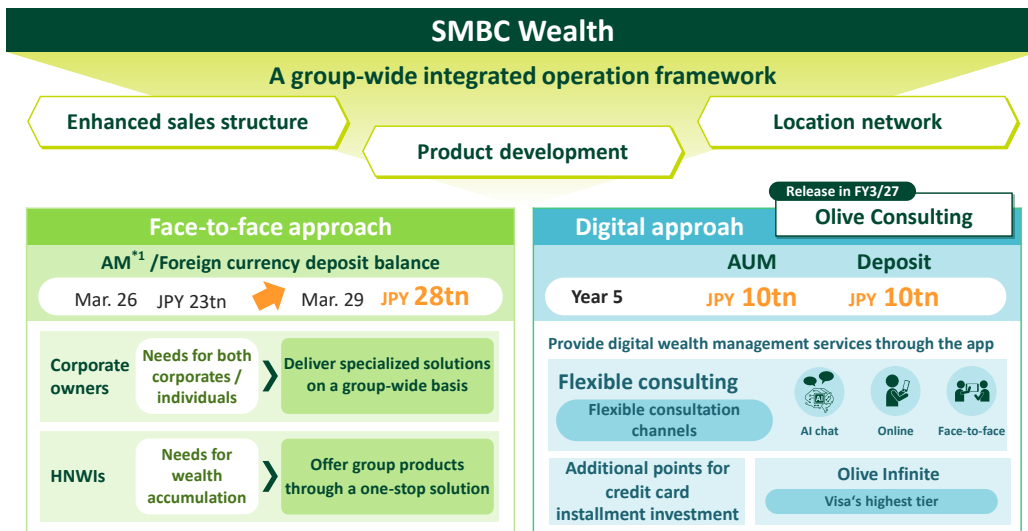 SMBC Wealth
A group-wide integrated operation framework
Enhanced sales structure
Product development
Location network
Face-to-face approach
AM*1 /Foreign currency deposit balance
Mar. 26 JPY 23tn Mar. 29 JPY 28tn
Corporate
owners
Needs for both
corporates /
individuals
Deliver specialized solutions
on a group-wide basis
HNWIs
Needs for
wealth
accumulation
Offer group products
through a one-stop solution
Release in FY3/27
Olive Consulting
Digital approah
AUM Deposit
Year 5 JPY 10tn JPY 10tn
Provide digital wealth management services through the app
Flexible consulting
Flexible consultation
channels
AI
AI chat
Online
Face-to-face
Additional points for
credit card
installment investment
Olive Infinite
Visa's highest tier